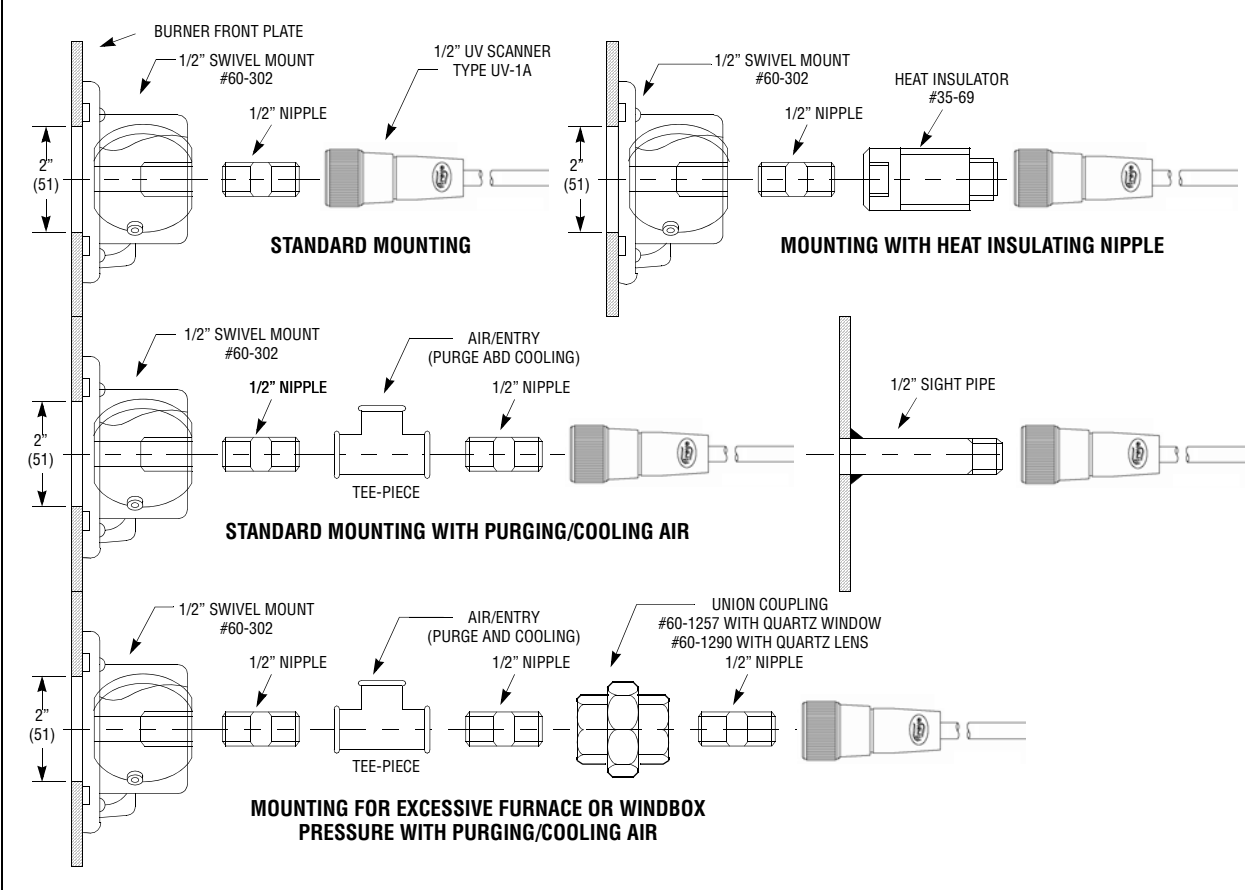 BURNER FRONT PLATE
1/2” SWIVEL MOUNT
#60-302
1/2” NIPPLE
1/2” UV SCANNER
TYPE UV-1A
2”
(51)
STANDARD MOUNTING
1/2” SWIVEL MOUNT
#60-302
1/2” NIPPLE
HEAT INSULATOR
#35-69
2”
(51)
MOUNTING WITH HEAT INSULATING NIPPLE
1/2” SWIVEL MOUNT
#60-302
1/2” NIPPLE
AIR/ENTRY
(PURGE ABD COOLING)
1/2” NIPPLE
2”
(51)
TEE-PIECE
STANDARD MOUNTING WITH PURGING/COOLING AIR
1/2” SIGHT PIPE
1/2” SWIVEL MOUNT
#60-302
1/2” NIPPLE
AIR/ENTRY
(PURGE AND COOLING)
1/2” NIPPLE
UNION COUPLING
#60-1257 WITH QUARTZ WINDOW
#60-1290 WITH QUARTZ LENS
1/2” NIPPLE
2”
(51)
TEE-PIECE
MOUNTING FOR EXCESSIVE FURNACE OR WINDBOX
PRESSURE WITH PURGING/COOLING AIR